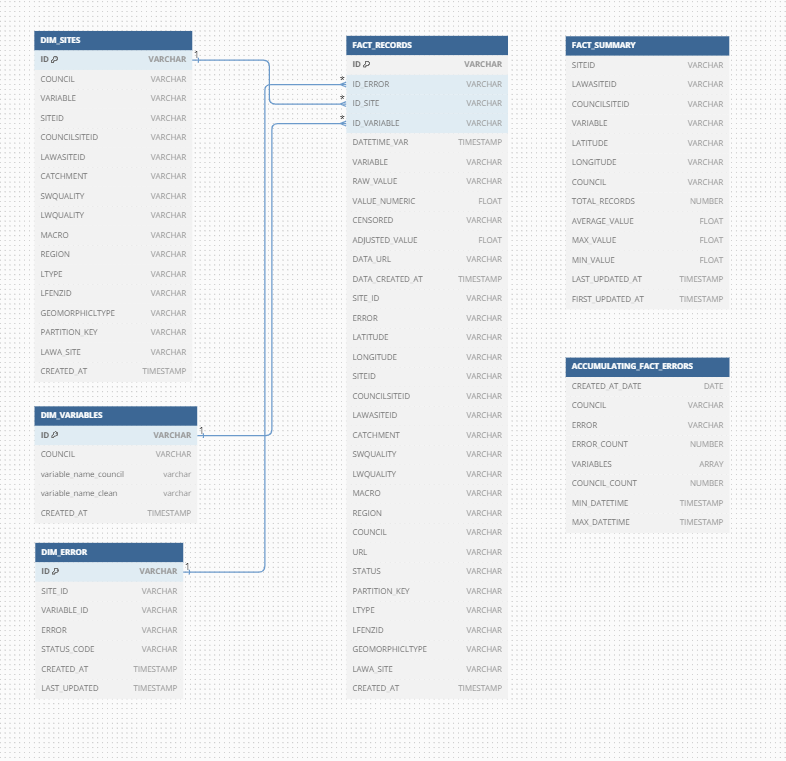 DIM_SITES
ID VARCHAR
COUNCIL VARCHAR
VARIABLE VARCHAR
SITEID VARCHAR
COUNCILSITEID VARCHAR
LAWASITEID VARCHAR
CATCHMENT VARCHAR
SWQUALITY VARCHAR
LWQUALITY VARCHAR
MACRO VARCHAR
REGION VARCHAR
LTYPE VARCHAR
LFENZID VARCHAR
GEOMORPHICLTYPE VARCHAR
PARTITION_KEY VARCHAR
LAWA_SITE VARCHAR
CREATED_AT TIMESTAMP
1
DIM_VARIABLES
ID VARCHAR
COUNCIL VARCHAR
variable_name_council varchar
variable_name_clean varchar
CREATED_AT TIMESTAMP
1
DIM_ERROR
ID VARCHAR
SITE_ID VARCHAR
VARIABLE_ID VARCHAR
ERROR VARCHAR
STATUS_CODE VARCHAR
CREATED_AT TIMESTAMP
LAST_UPDATED TIMESTAMP
1
FACT_RECORDS
ID VARCHAR
* ID_ERROR VARCHAR
* ID_SITE VARCHAR
* ID_VARIABLE VARCHAR
DATETIME_VAR TIMESTAMP
VARIABLE VARCHAR
RAW_VALUE VARCHAR
VALUE_NUMERIC FLOAT
CENSORED VARCHAR
ADJUSTED_VALUE FLOAT
DATA_URL VARCHAR
DATA_CREATED_AT TIMESTAMP
SITE_ID VARCHAR
ERROR VARCHAR
LATITUDE VARCHAR
LONGITUDE VARCHAR
SITEID VARCHAR
COUNCILSITEID VARCHAR
LAWASITEID VARCHAR
CATCHMENT VARCHAR
SWQUALITY VARCHAR
LWQUALITY VARCHAR
MACRO VARCHAR
REGION VARCHAR
COUNCIL VARCHAR
URL VARCHAR
STATUS VARCHAR
PARTITION_KEY VARCHAR
LTYPE VARCHAR
LFENZID VARCHAR
GEOMORPHICLTYPE VARCHAR
LAWA_SITE VARCHAR
CREATED_AT TIMESTAMP
FACT_SUMMARY
SITEID VARCHAR
LAWASITEID VARCHAR
COUNCILSITEID VARCHAR
VARIABLE VARCHAR
LATITUDE VARCHAR
LONGITUDE VARCHAR
COUNCIL VARCHAR
TOTAL_RECORDS NUMBER
AVERAGE_VALUE FLOAT
MAX_VALUE FLOAT
MIN_VALUE FLOAT
LAST_UPDATED_AT TIMESTAMP
FIRST_UPDATED_AT TIMESTAMP
ACCUMULATING_FACT_ERRORS
CREATED_AT_DATE DATE
COUNCIL VARCHAR
ERROR VARCHAR
ERROR_COUNT NUMBER
VARIABLES ARRAY
COUNCIL_COUNT NUMBER
MIN_DATETIME TIMESTAMP
MAX_DATETIME TIMESTAMP